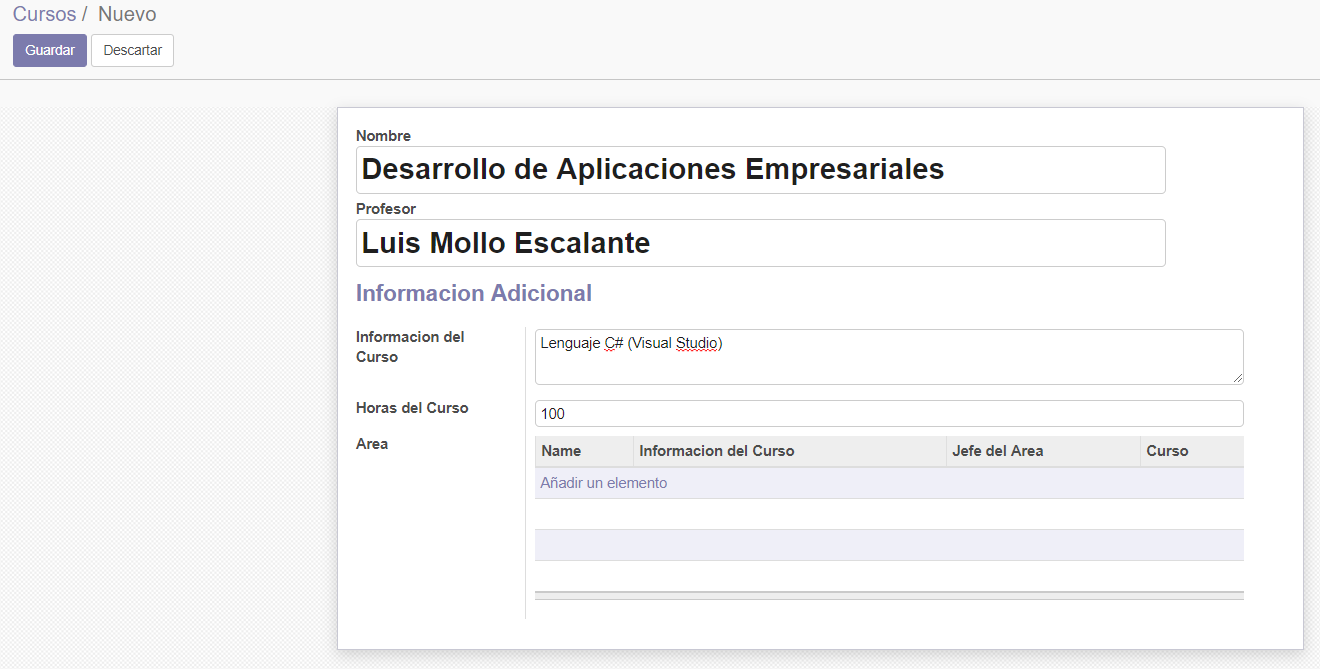 Cursos / Nuevo
Guardar Descartar
Nombre
Desarrollo de Aplicaciones Empresariales
Profesor
Luis Mollo Escalante
Informacion Adicional
Informacion del
Curso
Lenguaje C# (Visual Studio)
Horas del Curso
100
Area
Name Informacion del Curso Jefe del Area Curso
Añadir un elemento